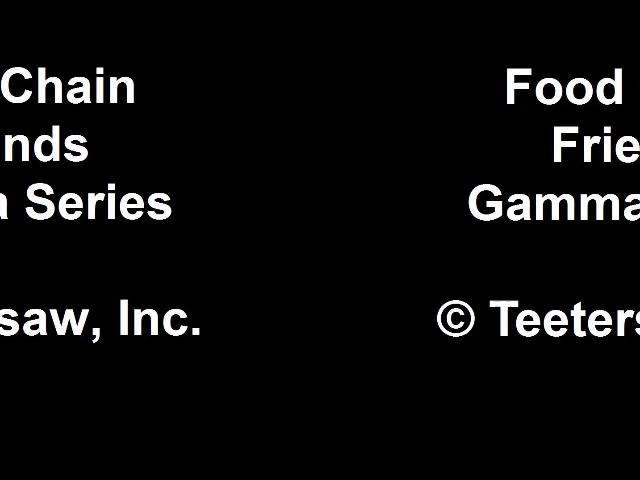 Chain Food
nds Frie
a Series Gamma
saw, Inc. © Teeters